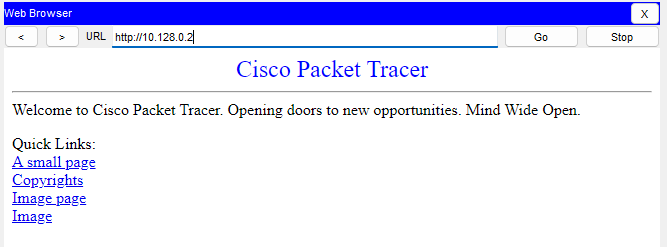 Web Browser X
< > URL http://10.128.0.2 Go Stop
Cisco Packet Tracer
Welcome to Cisco Packet Tracer. Opening doors to new opportunities. Mind Wide Open.
Quick Links:
A small page
Copyrights
Image page
Image